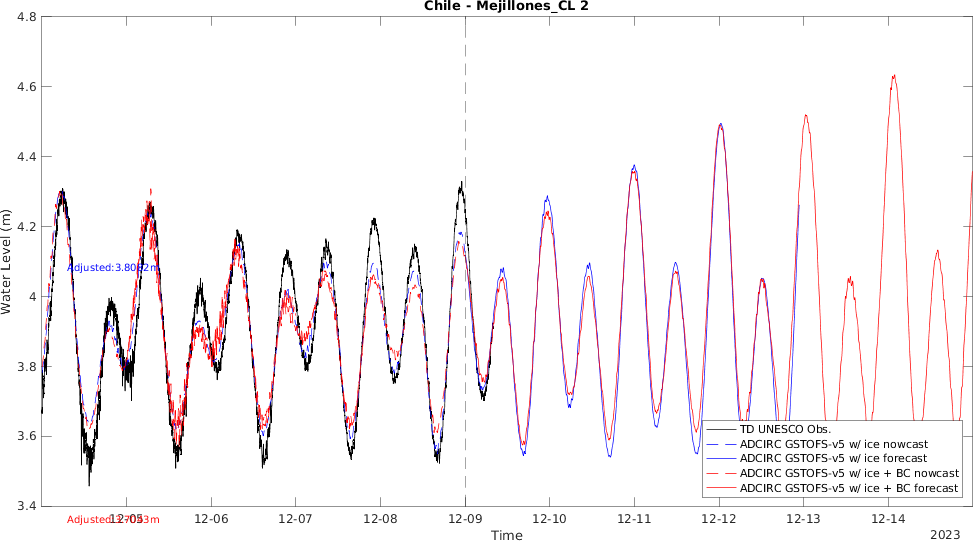 Chile - Mejillones_CL 2
4.8
4.6
4.4
4.2
4
3.8
3.6
3.4
Water Level (m)
TD UNESCO Obs.
ADCIRC GSTOFS-v5 w/ ice nowcast
ADCIRC GSTOFS-v5 w/ ice forecast
ADCIRC GSTOFS-v5 w/ ice + BC nowcast
ADCIRC GSTOFS-v5 w/ ice + BC forecast
12-05 12-06 12-07 12-08 12-09 12-10 12-11 12-12 12-13 12-14
Time
2023